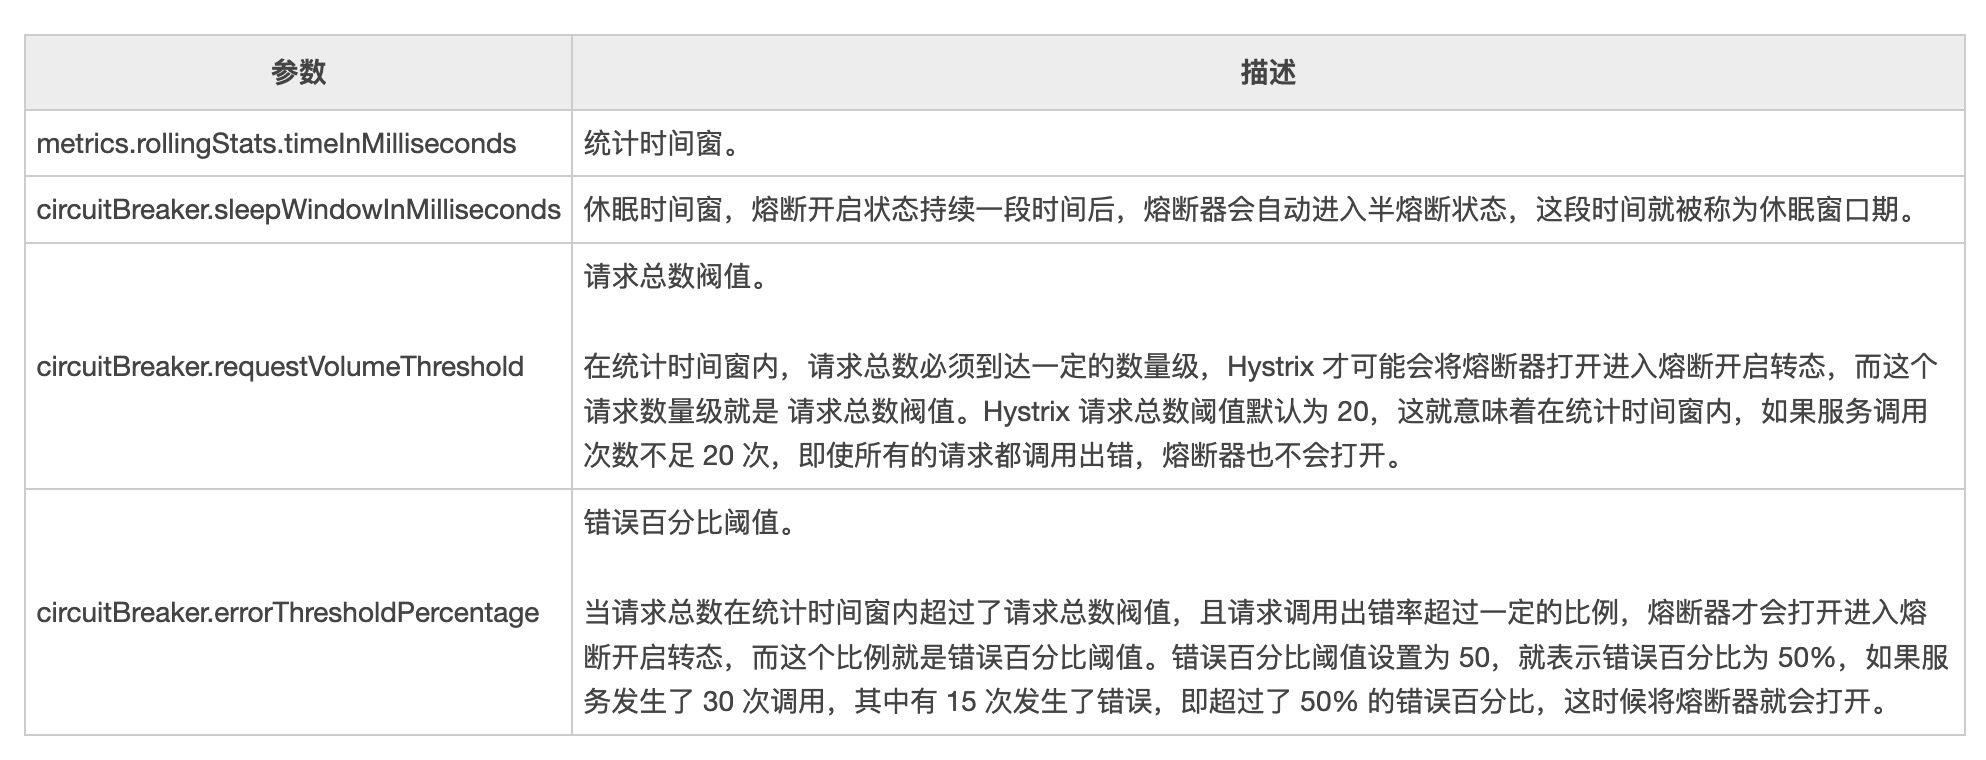 参数
描述
metrics.rollingStats.timeInMilliseconds
统计时间窗。
circuitBreaker.sleepWindowInMilliseconds
休眠时间窗，熔断开启状态持续一段时间后，熔断器会自动进入半熔断状态，这段时间就被称为休眠窗口期。
circuitBreaker.requestVolumeThreshold
请求总数阀值。
在统计时间窗内，请求总数必须到达一定的数量级，Hystrix 才可能会将熔断器打开进入熔断开启转态，而这个
请求数量级就是 请求总数阀值。Hystrix 请求总数阈值默认为 20，这就意味着在统计时间窗内，如果服务调用
次数不足 20 次，即使所有的请求都调用出错，熔断器也不会打开。
circuitBreaker.errorThresholdPercentage
错误百分比阈值。
当请求总数在统计时间窗内超过了请求总数阀值，且请求调用出错率超过一定的比例，熔断器才会打开进入熔
断开启转态，而这个比例就是错误百分比阈值。错误百分比阈值设置为 50，就表示错误百分比为 50%，如果服
务发生了 30 次调用，其中有 15 次发生了错误，即超过了 50% 的错误百分比，这时候将熔断器就会打开。